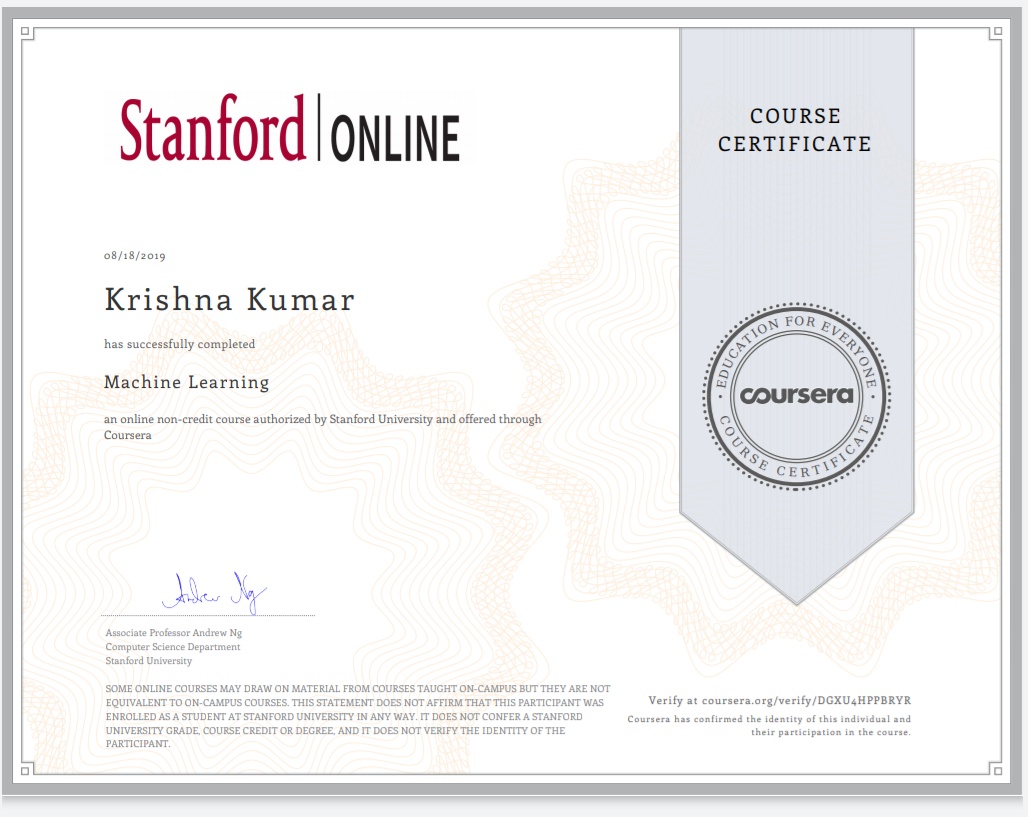 Stanford | ONLINE
COURSE
CERTIFICATE
08/18/2019
Krishna Kumar
has successfully completed
Machine Learning
an online non-credit course authorized by Stanford University and offered through
Coursera
EDUCATION FOR EVERYONE
coursera
COURSE CERTIFICATE
Andrew Ng
Associate Professor Andrew Ng
Computer Science Department
Stanford University
SOME ONLINE COURSES MAY DRAW ON MATERIAL FROM COURSES TAUGHT ON-CAMPUS BUT THEY ARE NOT
EQUIVALENT TO ON-CAMPUS COURSES. THIS STATEMENT DOES NOT AFFIRM THAT THIS PARTICIPANT WAS
ENROLLED AS A STUDENT AT STANFORD UNIVERSITY IN ANY WAY. IT DOES NOT CONFER A STANFORD
UNIVERSITY GRADE, COURSE CREDIT OR DEGREE, AND IT DOES NOT VERIFY THE IDENTITY OF THE
PARTICIPANT.
Verify at coursera.org/verify/DGXU4HPPBRYR
Coursera has confirmed the identity of this individual and
their participation in the course.